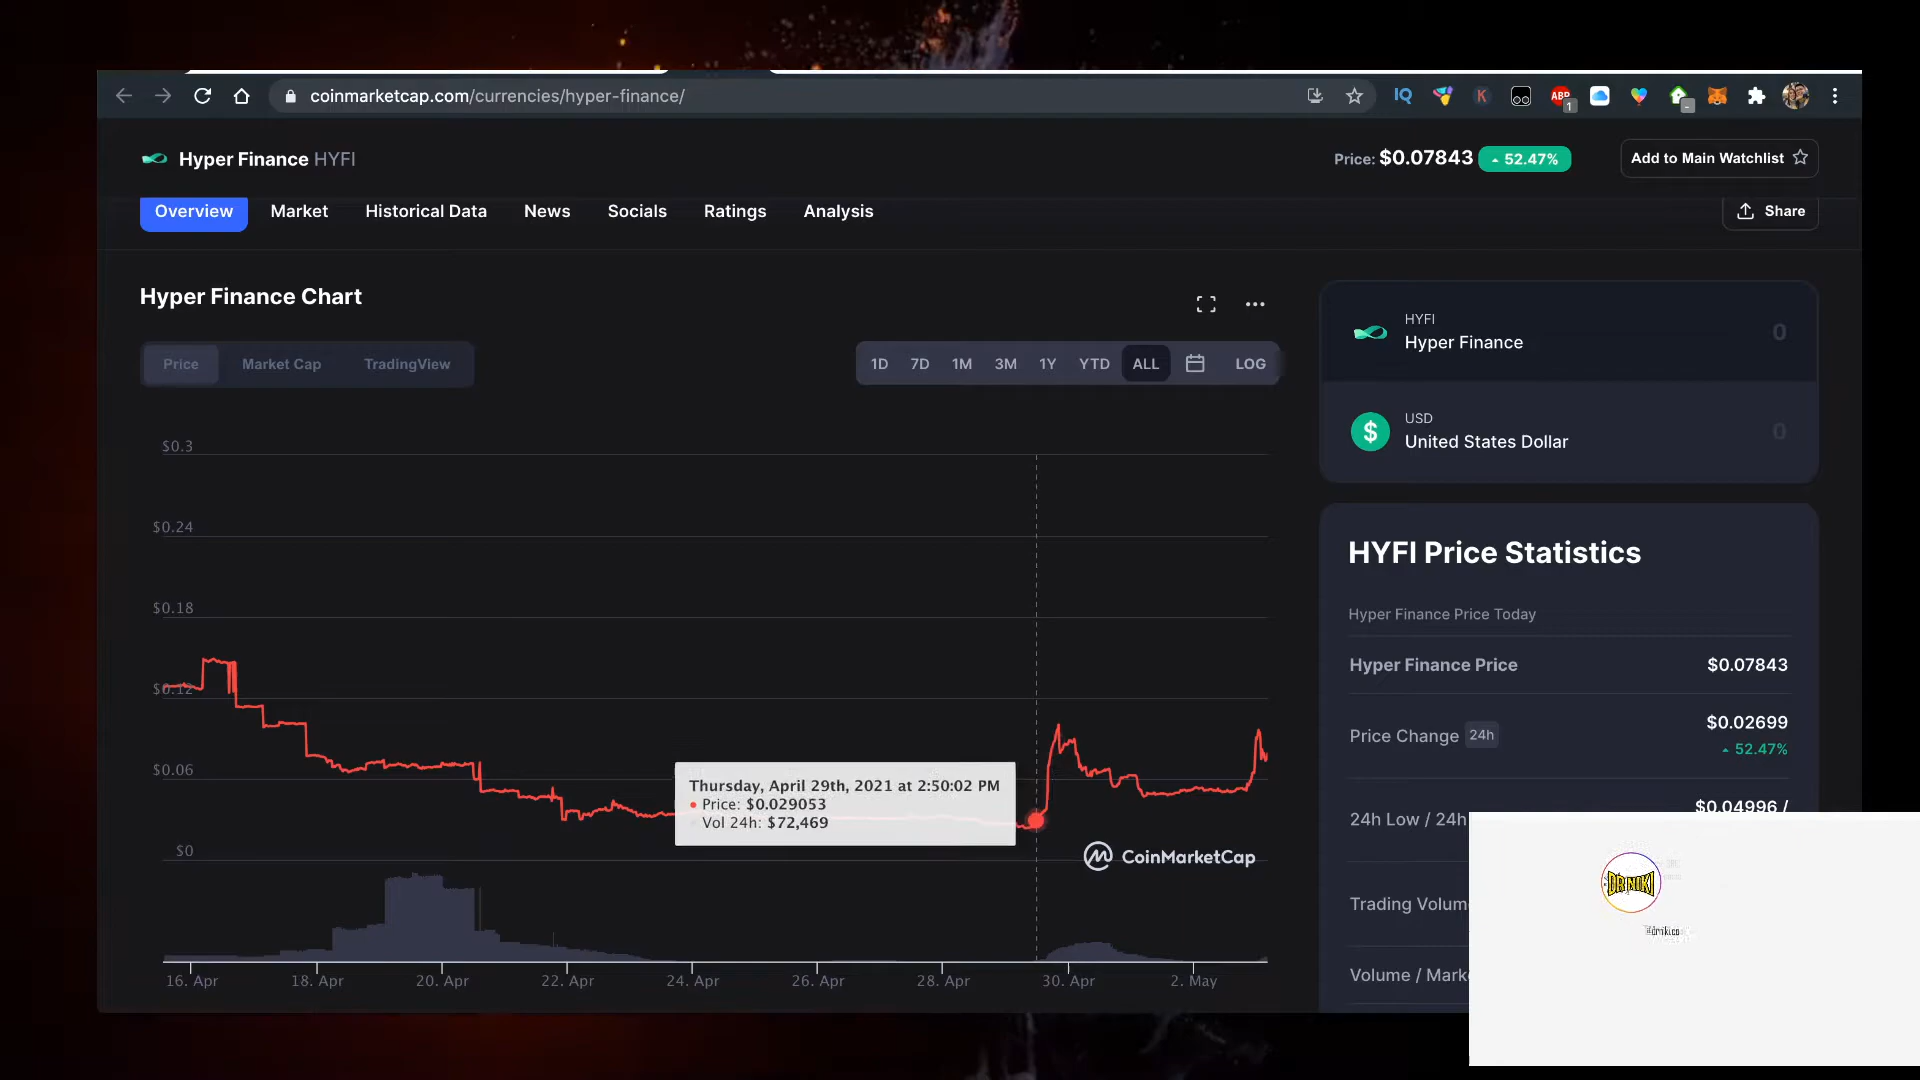 coinmarketcap.com/currencies/hyper-finance/
IQ
K
ABP
1
Hyper Finance HYFI
Price: $0.07843
52.47%
Add to Main Watchlist
Overview
Market
Historical Data
News
Socials
Ratings
Analysis
Share
Hyper Finance Chart
Price
Market Cap
TradingView
1D
7D
1M
3M
1Y
YTD
ALL
LOG
HYFI
Hyper Finance
0
USD
United States Dollar
0
$
$0.3
$0.24
$0.18
$0.12
$0.06
$0
Thursday, April 29th, 2021 at 2:50:02 PM
Price: $0.029053
Vol 24h: $72,469
CoinMarketCap
16. Apr
18. Apr
20. Apr
22. Apr
24. Apr
26. Apr
28. Apr
30. Apr
2. May
HYFI Price Statistics
Hyper Finance Price Today
Hyper Finance Price
$0.07843
Price Change 24h
$0.02699
52.47%
24h Low / 24h
$0.04996 /
Trading Volum
Volume / Marke
DR NIKI